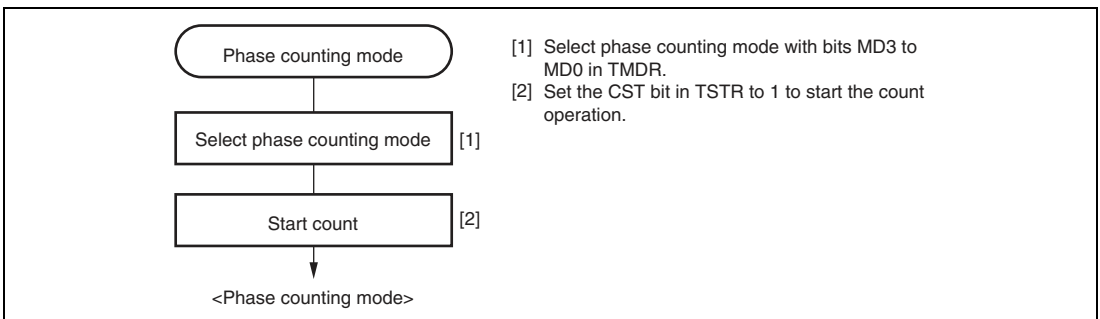 Phase counting mode
Select phase counting mode [1]
Start count [2]
<Phase counting mode>
[1] Select phase counting mode with bits MD3 to
MD0 in TMDR.
[2] Set the CST bit in TSTR to 1 to start the count
operation.